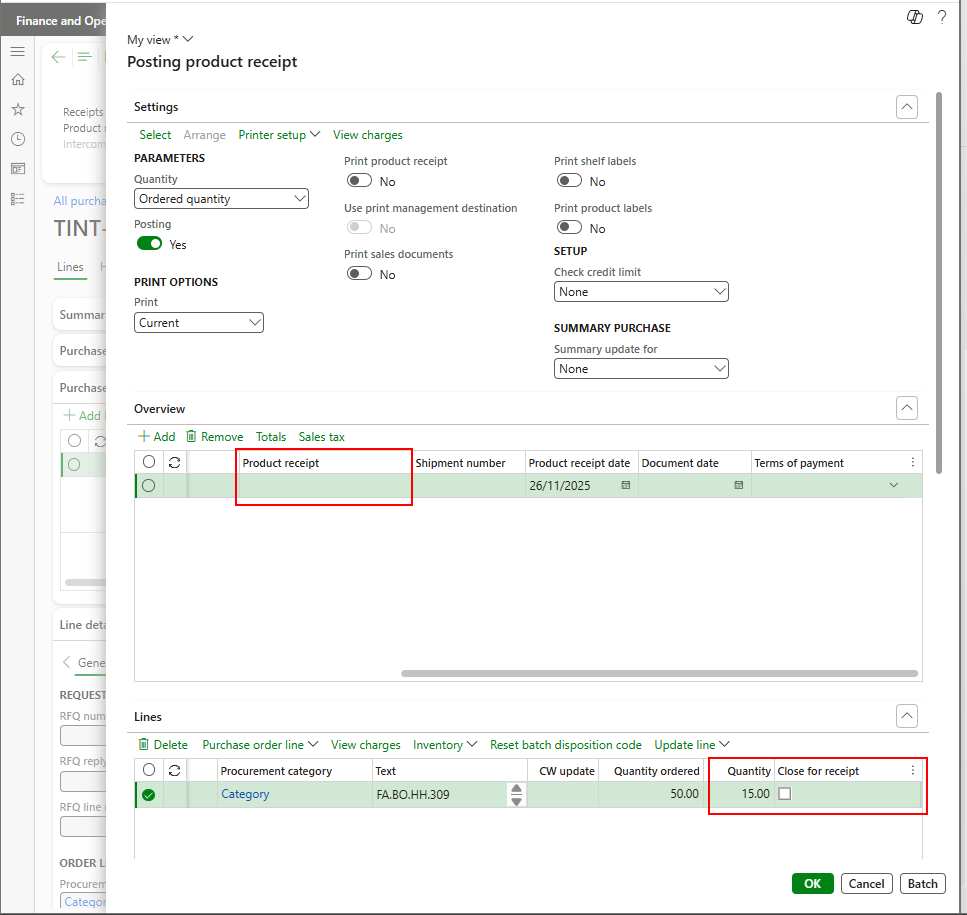 Finance and Ope
?
My view *
Posting product receipt
Receipts
Product r
Intercom
All purcha
TINT-
Lines H
Summar
Purchase
Purchase
Add l
Line deta
Gene
REQUEST
RFQ num
RFQ reply
RFQ line n
ORDER L
Procurem
Categor
Settings
Select Arrange Printer setup View charges
PARAMETERS
Quantity
Ordered quantity
Posting
Yes
PRINT OPTIONS
Print
Current
Print product receipt
No
Use print management destination
No
Print sales documents
No
Print shelf labels
No
Print product labels
No
SETUP
Check credit limit
None
SUMMARY PURCHASE
Summary update for
None
Overview
Add Remove Totals Sales tax
Product receipt Shipment number Product receipt date Document date Terms of payment
26/11/2025
Lines
Delete Purchase order line View charges Inventory Reset batch disposition code Update line
Procurement category Text CW update Quantity ordered Quantity Close for receipt
Category FA.BO.HH.309 50.00 15.00
OK Cancel Batch